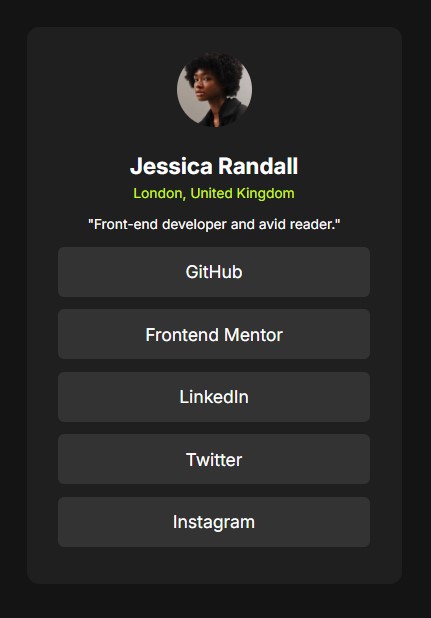 Jessica Randall
London, United Kingdom
"Front-end developer and avid reader."
GitHub
Frontend Mentor
LinkedIn
Twitter
Instagram